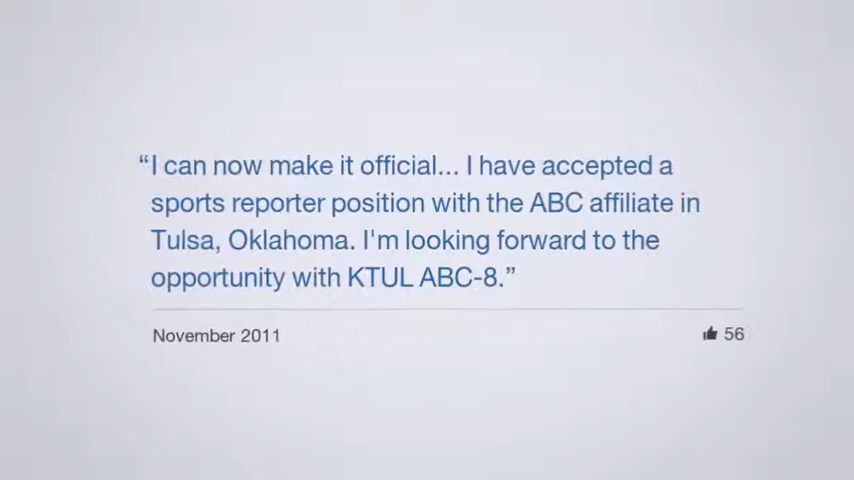 “I can now make it official... I have accepted a
sports reporter position with the ABC affiliate in
Tulsa, Oklahoma. I'm looking forward to the
opportunity with KTUL ABC-8.”
November 2011
56